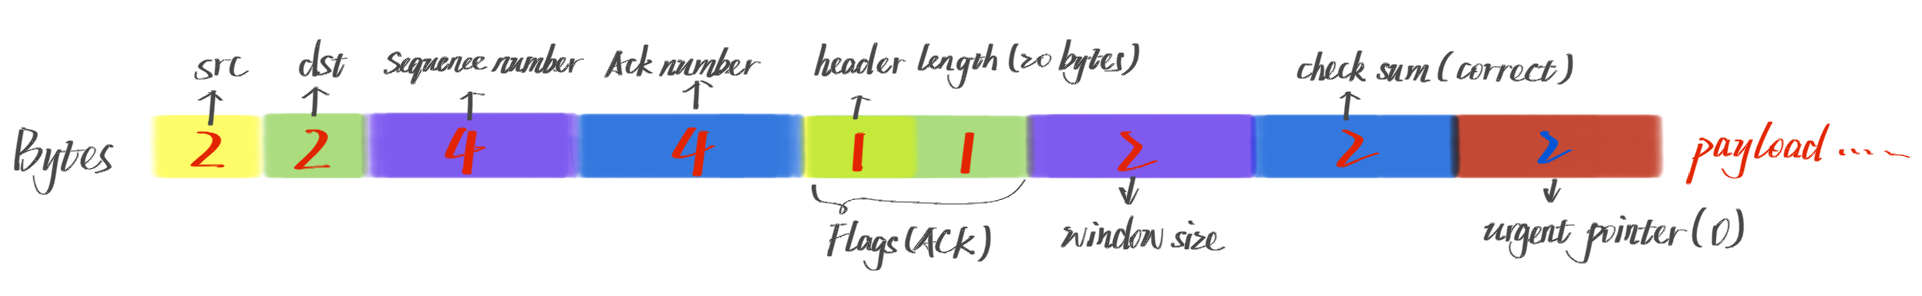 src dst Sequence number Ack number header length (20 bytes) check sum (correct)
Bytes 2 2 4 4 1 1 2 2 2 payload ....
Flags (ACK) window size urgent pointer (0)